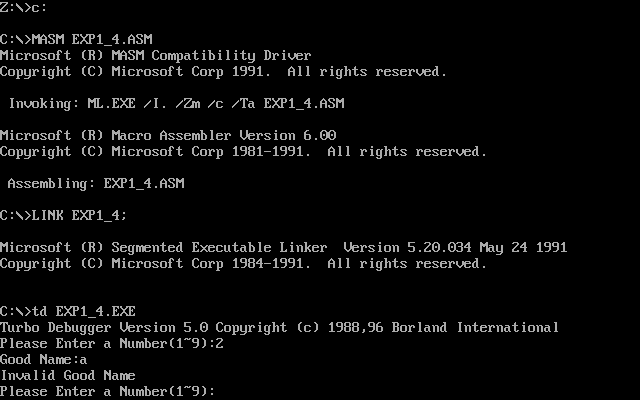 Z:\>c:
C:\>MASM EXP1_4.ASM
Microsoft (R) MASM Compatibility Driver
Copyright (C) Microsoft Corp 1991.  All rights reserved.
Invoking: ML.EXE /I. /Zm /c /Ta EXP1_4.ASM
Microsoft (R) Macro Assembler Version 6.00
Copyright (C) Microsoft Corp 1981-1991.  All rights reserved.
Assembling: EXP1_4.ASM
C:\>LINK EXP1_4;
Microsoft (R) Segmented Executable Linker  Version 5.20.034 May 24 1991
Copyright (C) Microsoft Corp 1984-1991.  All rights reserved.
C:\>td EXP1_4.EXE
Turbo Debugger Version 5.0 Copyright (c) 1988,96 Borland International
Please Enter a Number(1~9):2
Good Name:a
Invalid Good Name
Please Enter a Number(1~9):